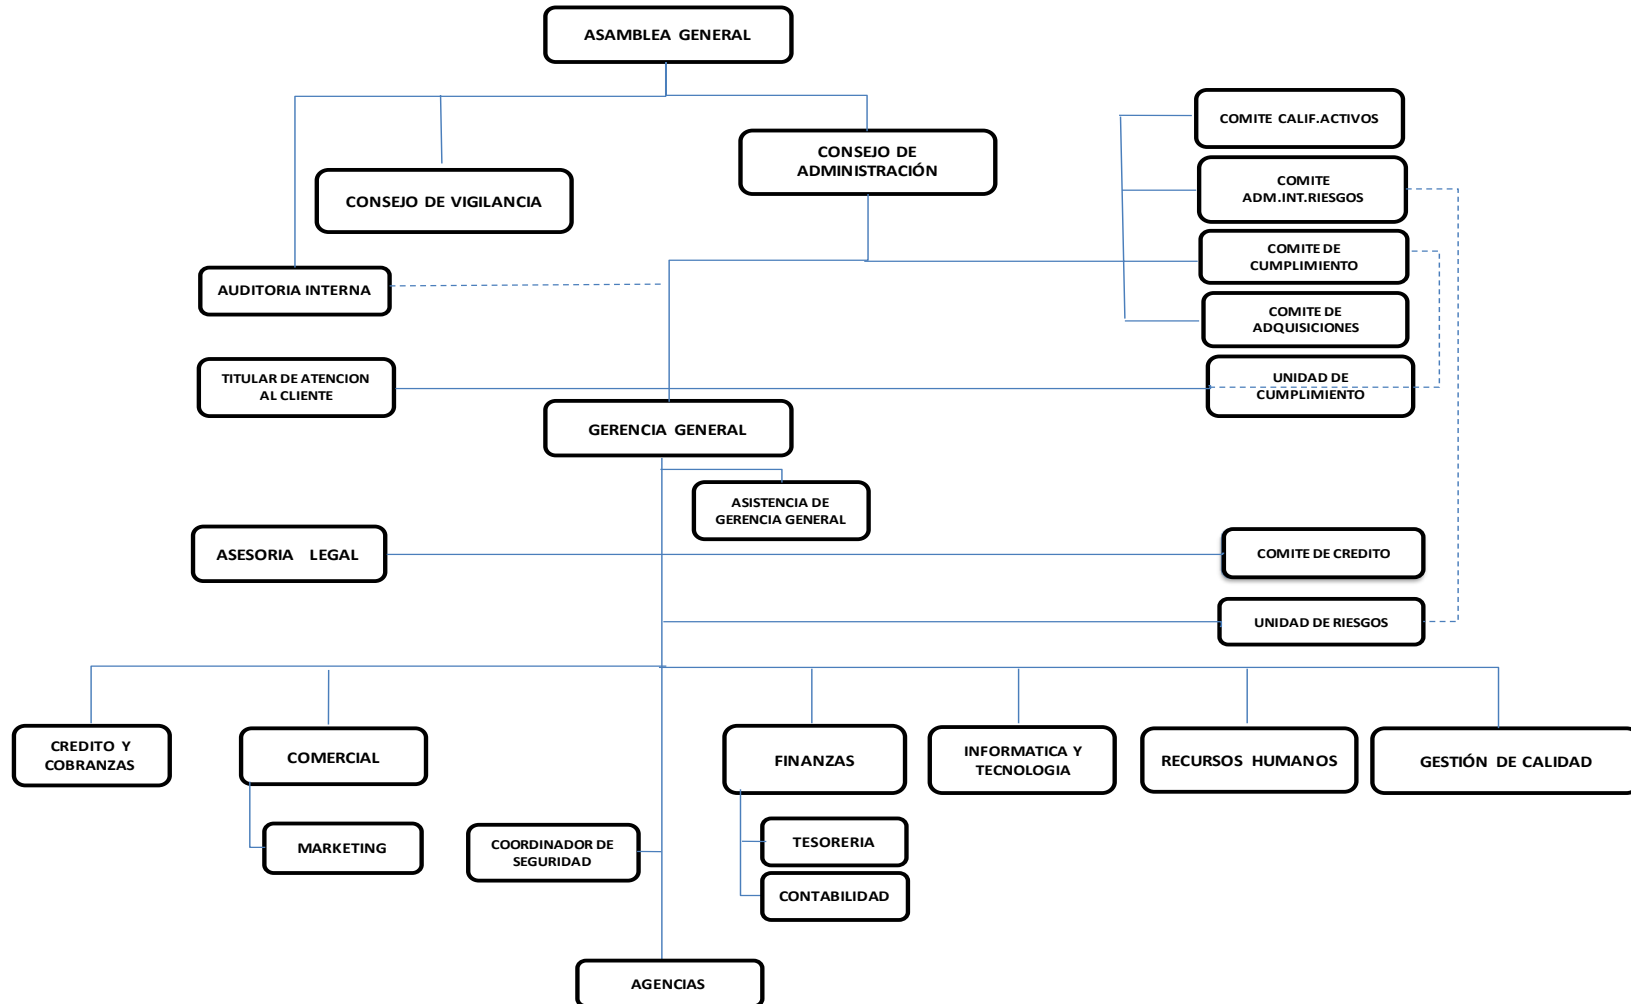 ASAMBLEA GENERAL
COMITE CALIF.ACTIVOS
CONSEJO DE
ADMINISTRACIÓN
CONSEJO DE VIGILANCIA
COMITE
ADM.INT.RIESGOS
COMITE DE
CUMPLIMIENTO
AUDITORIA INTERNA
COMITE DE
ADQUISICIONES
TITULAR DE ATENCION
AL CLIENTE
UNIDAD DE
CUMPLIMIENTO
GERENCIA GENERAL
ASISTENCIA DE
GERENCIA GENERAL
ASESORIA LEGAL
COMITE DE CREDITO
UNIDAD DE RIESGOS
CREDITO Y
COBRANZAS
COMERCIAL
FINANZAS
INFORMATICA Y
TECNOLOGIA
RECURSOS HUMANOS
GESTIÓN DE CALIDAD
MARKETING
COORDINADOR DE
SEGURIDAD
TESORERIA
CONTABILIDAD
AGENCIAS